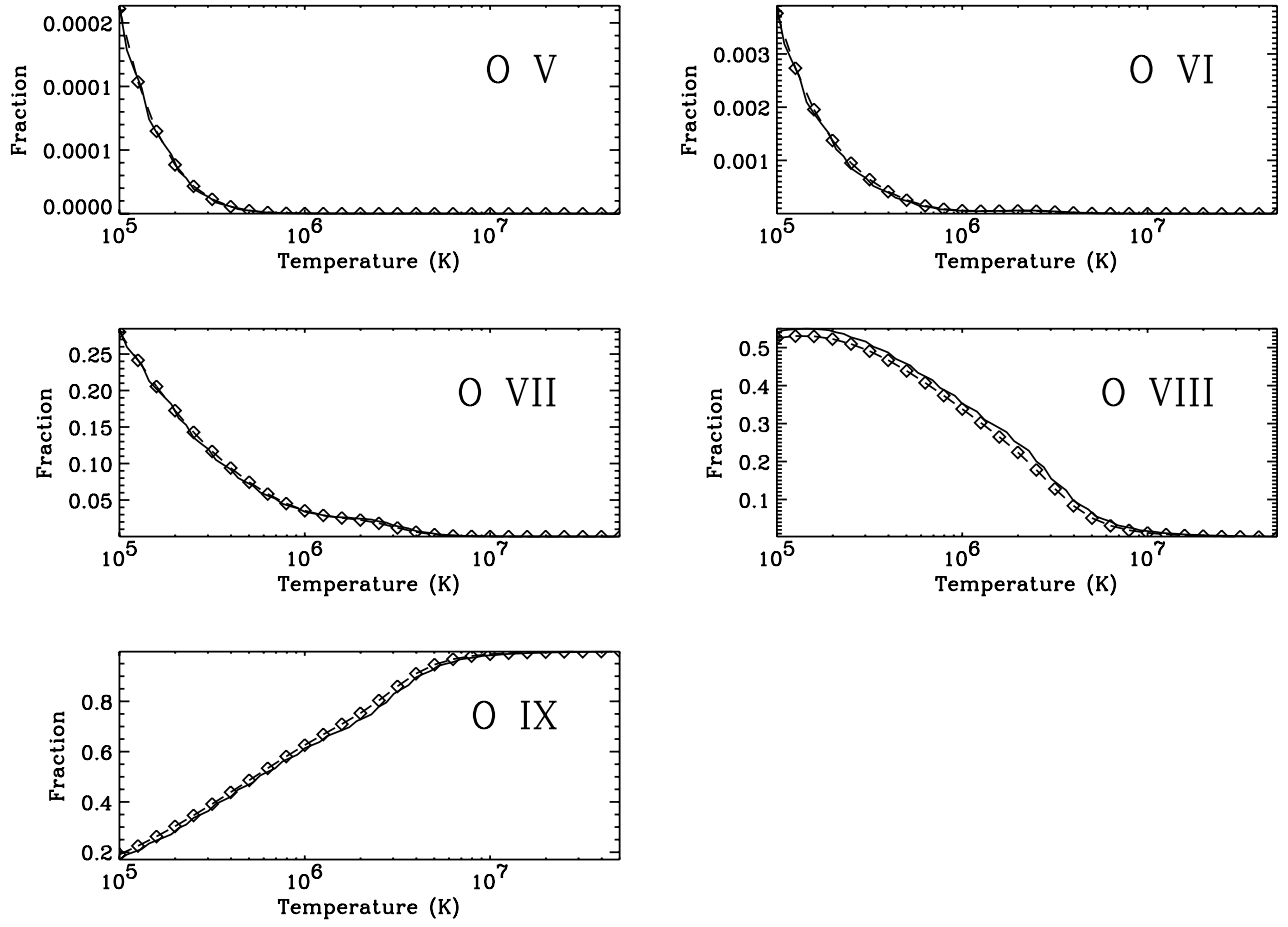 0.0002
0.0001
0.0001
0.0000
Fraction
O V
10^5 10^6 10^7
Temperature (K)
0.003
0.002
0.001
Fraction
O VI
10^5 10^6 10^7
Temperature (K)
0.25
0.20
0.15
0.10
0.05
Fraction
O VII
10^5 10^6 10^7
Temperature (K)
0.5
0.4
0.3
0.2
0.1
Fraction
O VIII
10^5 10^6 10^7
Temperature (K)
0.8
0.6
0.4
0.2
Fraction
O IX
10^5 10^6 10^7
Temperature (K)